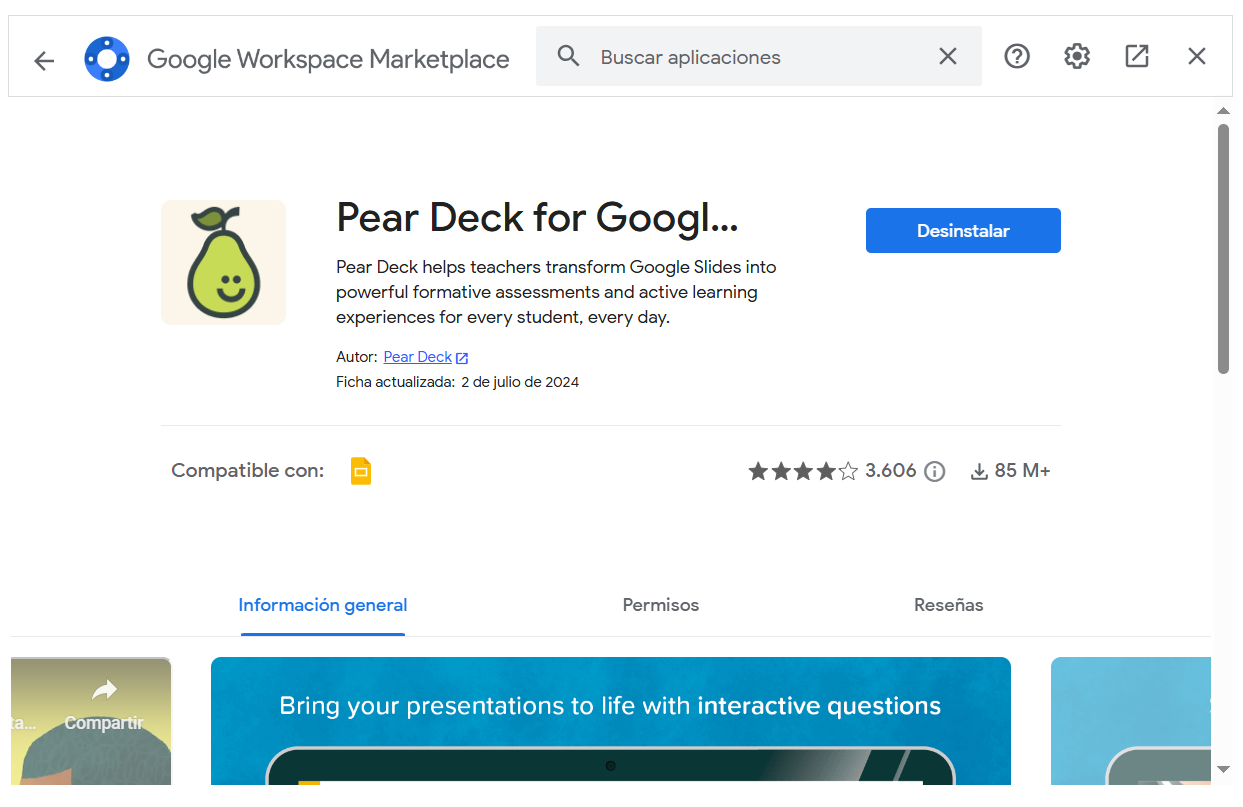 Google Workspace Marketplace
Buscar aplicaciones
Pear Deck for Googl...
Desinstalar
Pear Deck helps teachers transform Google Slides into
powerful formative assessments and active learning
experiences for every student, every day.
Autor: Pear Deck
Ficha actualizada: 2 de julio de 2024
Compatible con:
3.606
85 M+
Información general
Permisos
Reseñas
Compartir
Bring your presentations to life with interactive questions